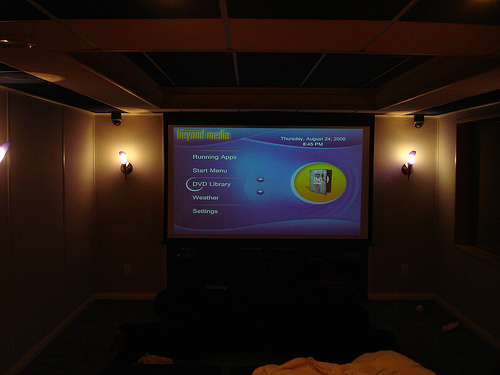 beyond media
Thursday, August 24, 2006
8:45 PM
Running Apps
Start Menu
DVD Library
Weather
Settings